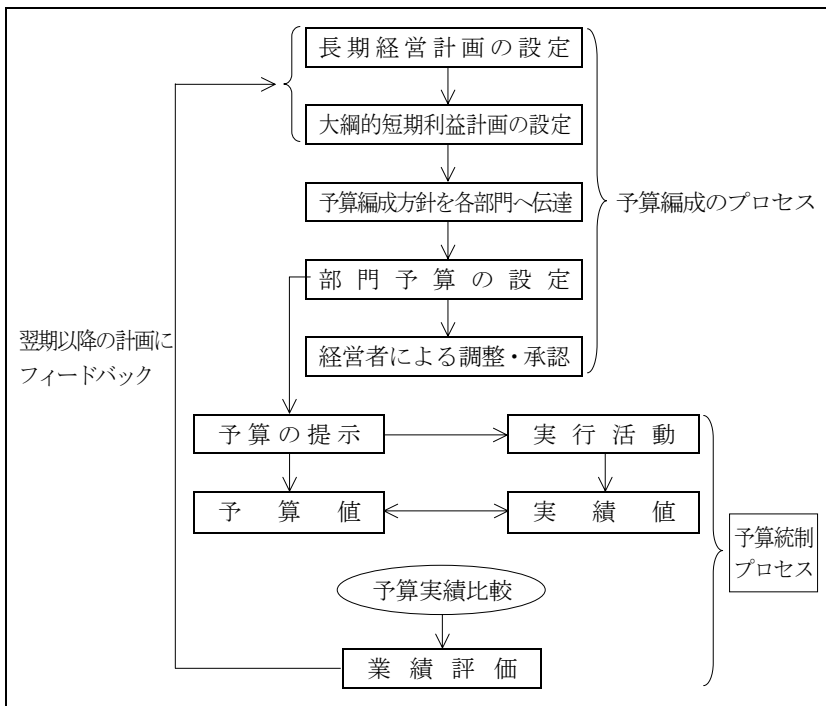 長期経営計画の設定
大綱的短期利益計画の設定
予算編成方針を各部門へ伝達
予算編成のプロセス
部門予算の設定
経営者による調整・承認
翌期以降の計画に
フィードバック
予算の提示
実行活動
予算値
実績値
予算統制
プロセス
予算実績比較
業績評価